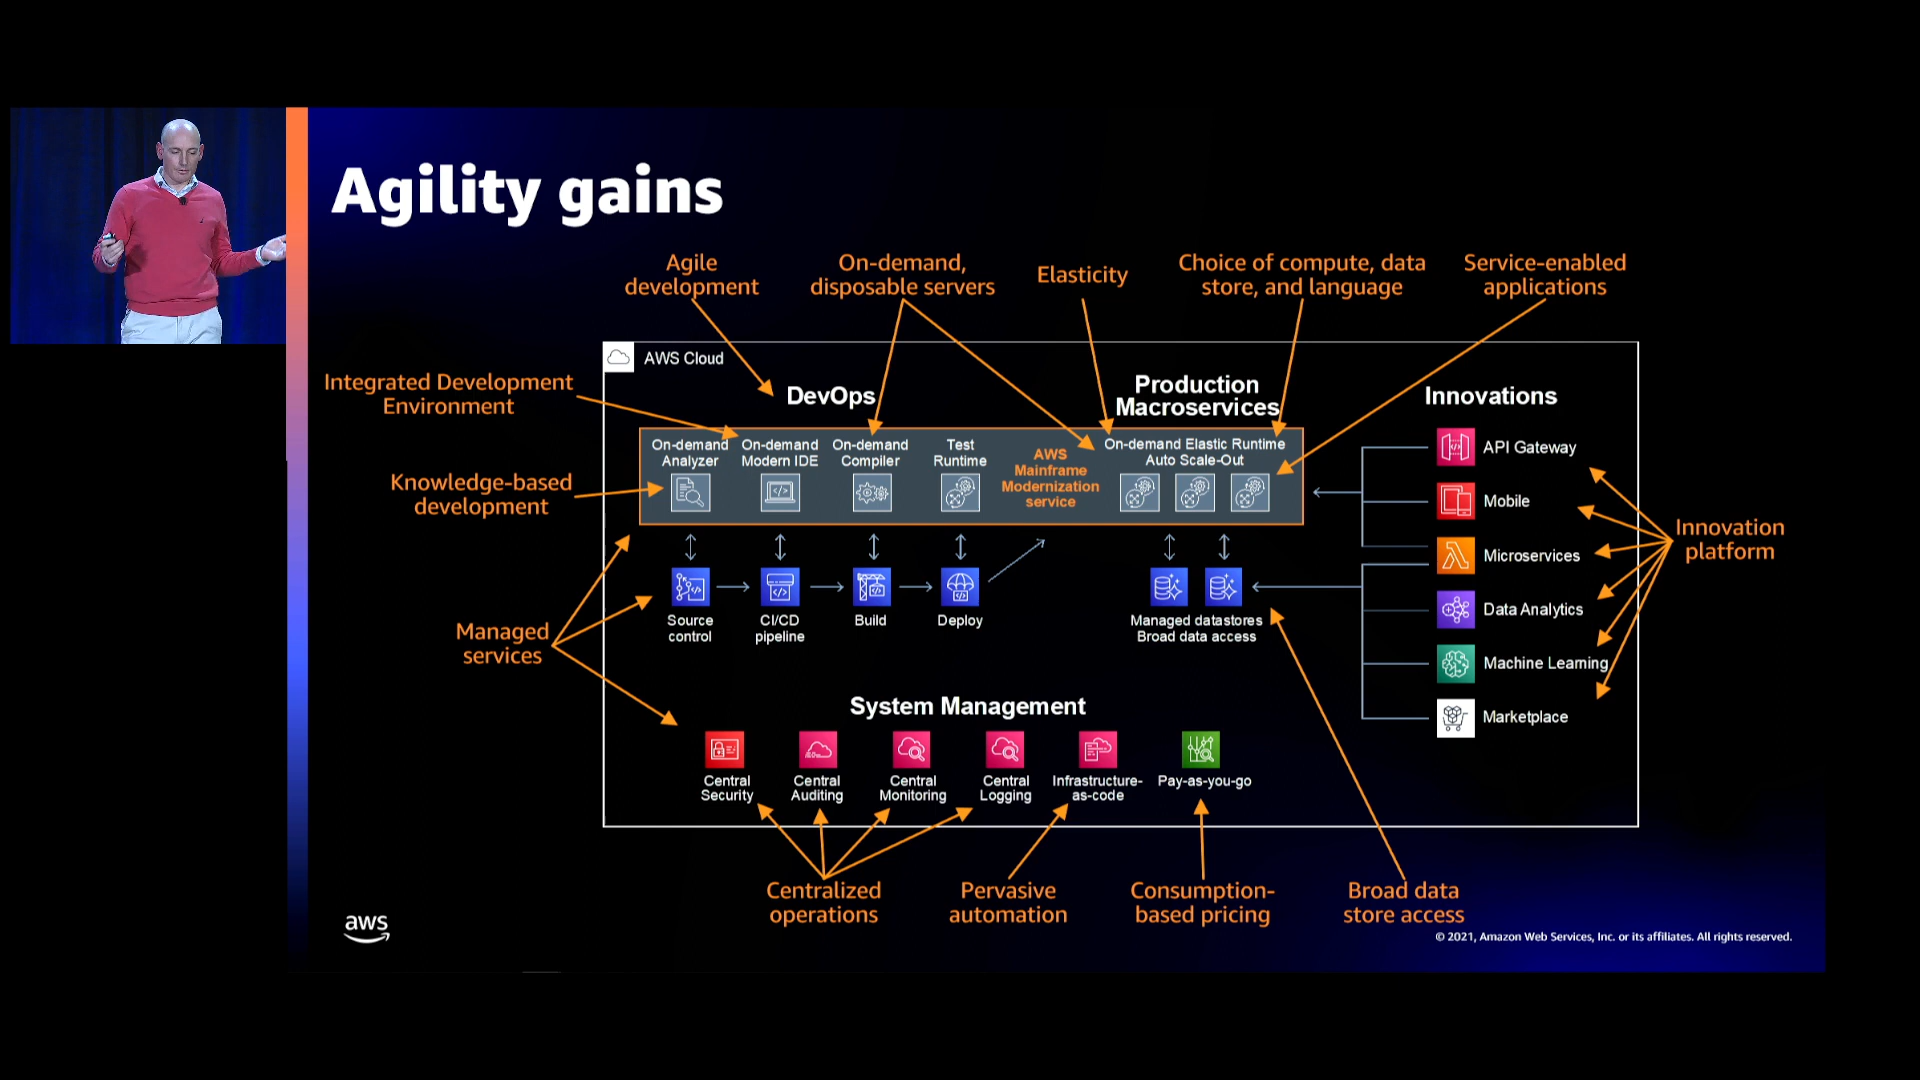 Agility gains
Agile
development
On-demand,
disposable servers
Elasticity
Choice of compute, data
store, and language
Service-enabled
applications
AWS Cloud
Integrated Development
Environment
DevOps
Production
Macroservices
Innovations
On-demand
Analyzer
On-demand
Modern IDE
On-demand
Compiler
Test
Runtime
AWS
Mainframe
Modernization
service
On-demand Elastic Runtime
Auto Scale-Out
API Gateway
Knowledge-based
development
Mobile
Microservices
Innovation
platform
Data Analytics
Machine Learning
Marketplace
Managed
services
Source
control
CI/CD
pipeline
Build
Deploy
Managed datastores
Broad data access
System Management
Central
Security
Central
Auditing
Central
Monitoring
Central
Logging
Infrastructure-
as-code
Pay-as-you-go
Centralized
operations
Pervasive
automation
Consumption-
based pricing
Broad data
store access
aws
© 2021, Amazon Web Services, Inc. or its affiliates. All rights reserved.